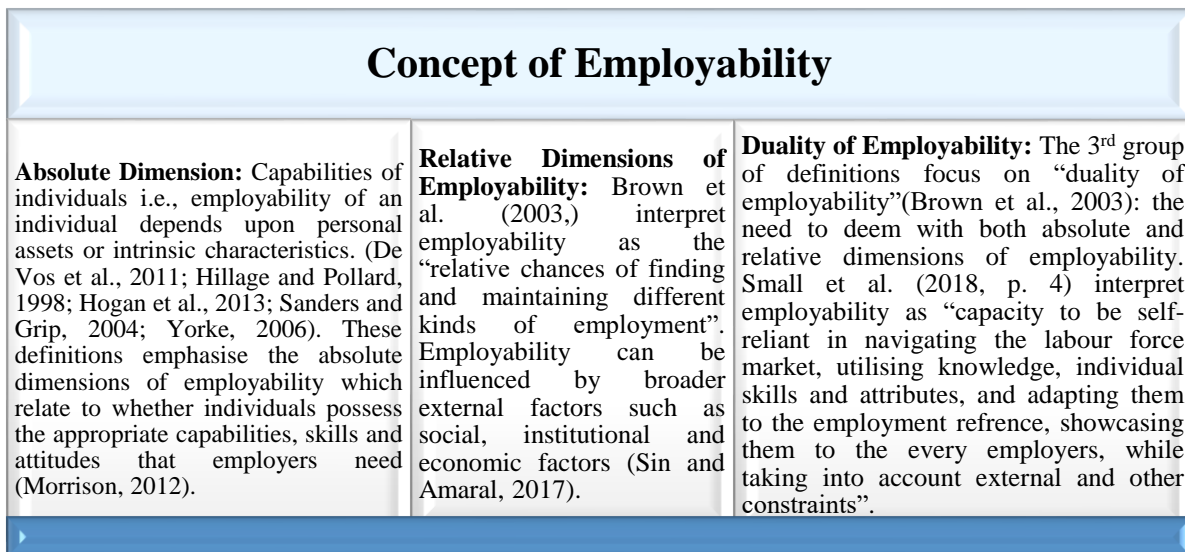 Concept of Employability
Absolute Dimension: Capabilities of
individuals i.e., employability of an
individual depends upon personal
assets or intrinsic characteristics. (De
Vos et al., 2011; Hillage and Pollard,
1998; Hogan et al., 2013; Sanders and
Grip, 2004; Yorke, 2006). These
definitions emphasise the absolute
dimensions of employability which
relate to whether individuals possess
the appropriate capabilities, skills and
attitudes that employers need
(Morrison, 2012).
Relative Dimensions of
Employability: Brown et
al. (2003,) interpret
employability as the
“relative chances of finding
and maintaining different
kinds of employment”.
Employability can be
influenced by broader
external factors such as
social, institutional and
economic factors (Sin and
Amaral, 2017).
Duality of Employability: The 3rd group
of definitions focus on “duality of
employability”(Brown et al., 2003): the
need to deem with both absolute and
relative dimensions of employability.
Small et al. (2018, p. 4) interpret
employability as “capacity to be self-
reliant in navigating the labour force
market, utilising knowledge, individual
skills and attributes, and adapting them
to the employment refrence, showcasing
them to the every employers, while
taking into account external and other
constraints”.